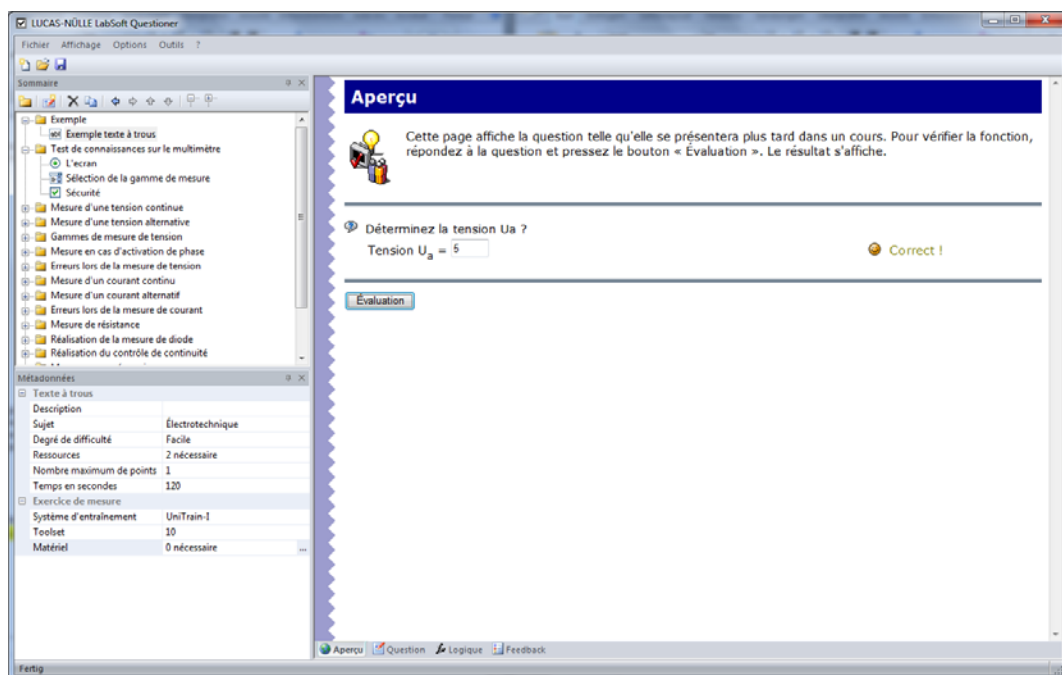 LUCAS-NÜLLE LabSoft Questioner
Fichier Affichage Options Outils ?
Sommaire
Exemple
Exemple texte à trous
Test de connaissances sur le multimètre
L'ecran
Sélection de la gamme de mesure
Sécurité
Mesure d'une tension continue
Mesure d'une tension alternative
Gammes de mesure de tension
Mesure en cas d'activation de phase
Erreurs lors de la mesure de tension
Mesure d'un courant continu
Mesure d'un courant alternatif
Erreurs lors de la mesure de courant
Mesure de résistance
Réalisation de la mesure de diode
Réalisation du contrôle de continuité
Métadonnées
Texte à trous
Description
Sujet Électrotechnique
Degré de difficulté Facile
Ressources 2 nécessaire
Nombre maximum de points 1
Temps en secondes 120
Exercice de mesure
Système d'entraînement UniTrain-I
Toolset 10
Matériel 0 nécessaire ...
Aperçu
Cette page affiche la question telle qu'elle se présentera plus tard dans un cours. Pour vérifier la fonction,
répondez à la question et pressez le bouton « Évaluation ». Le résultat s'affiche.
Déterminez la tension Ua ?
Tension Ua = 5 Correct !
Évaluation
Aperçu Question Logique Feedback
Fertig